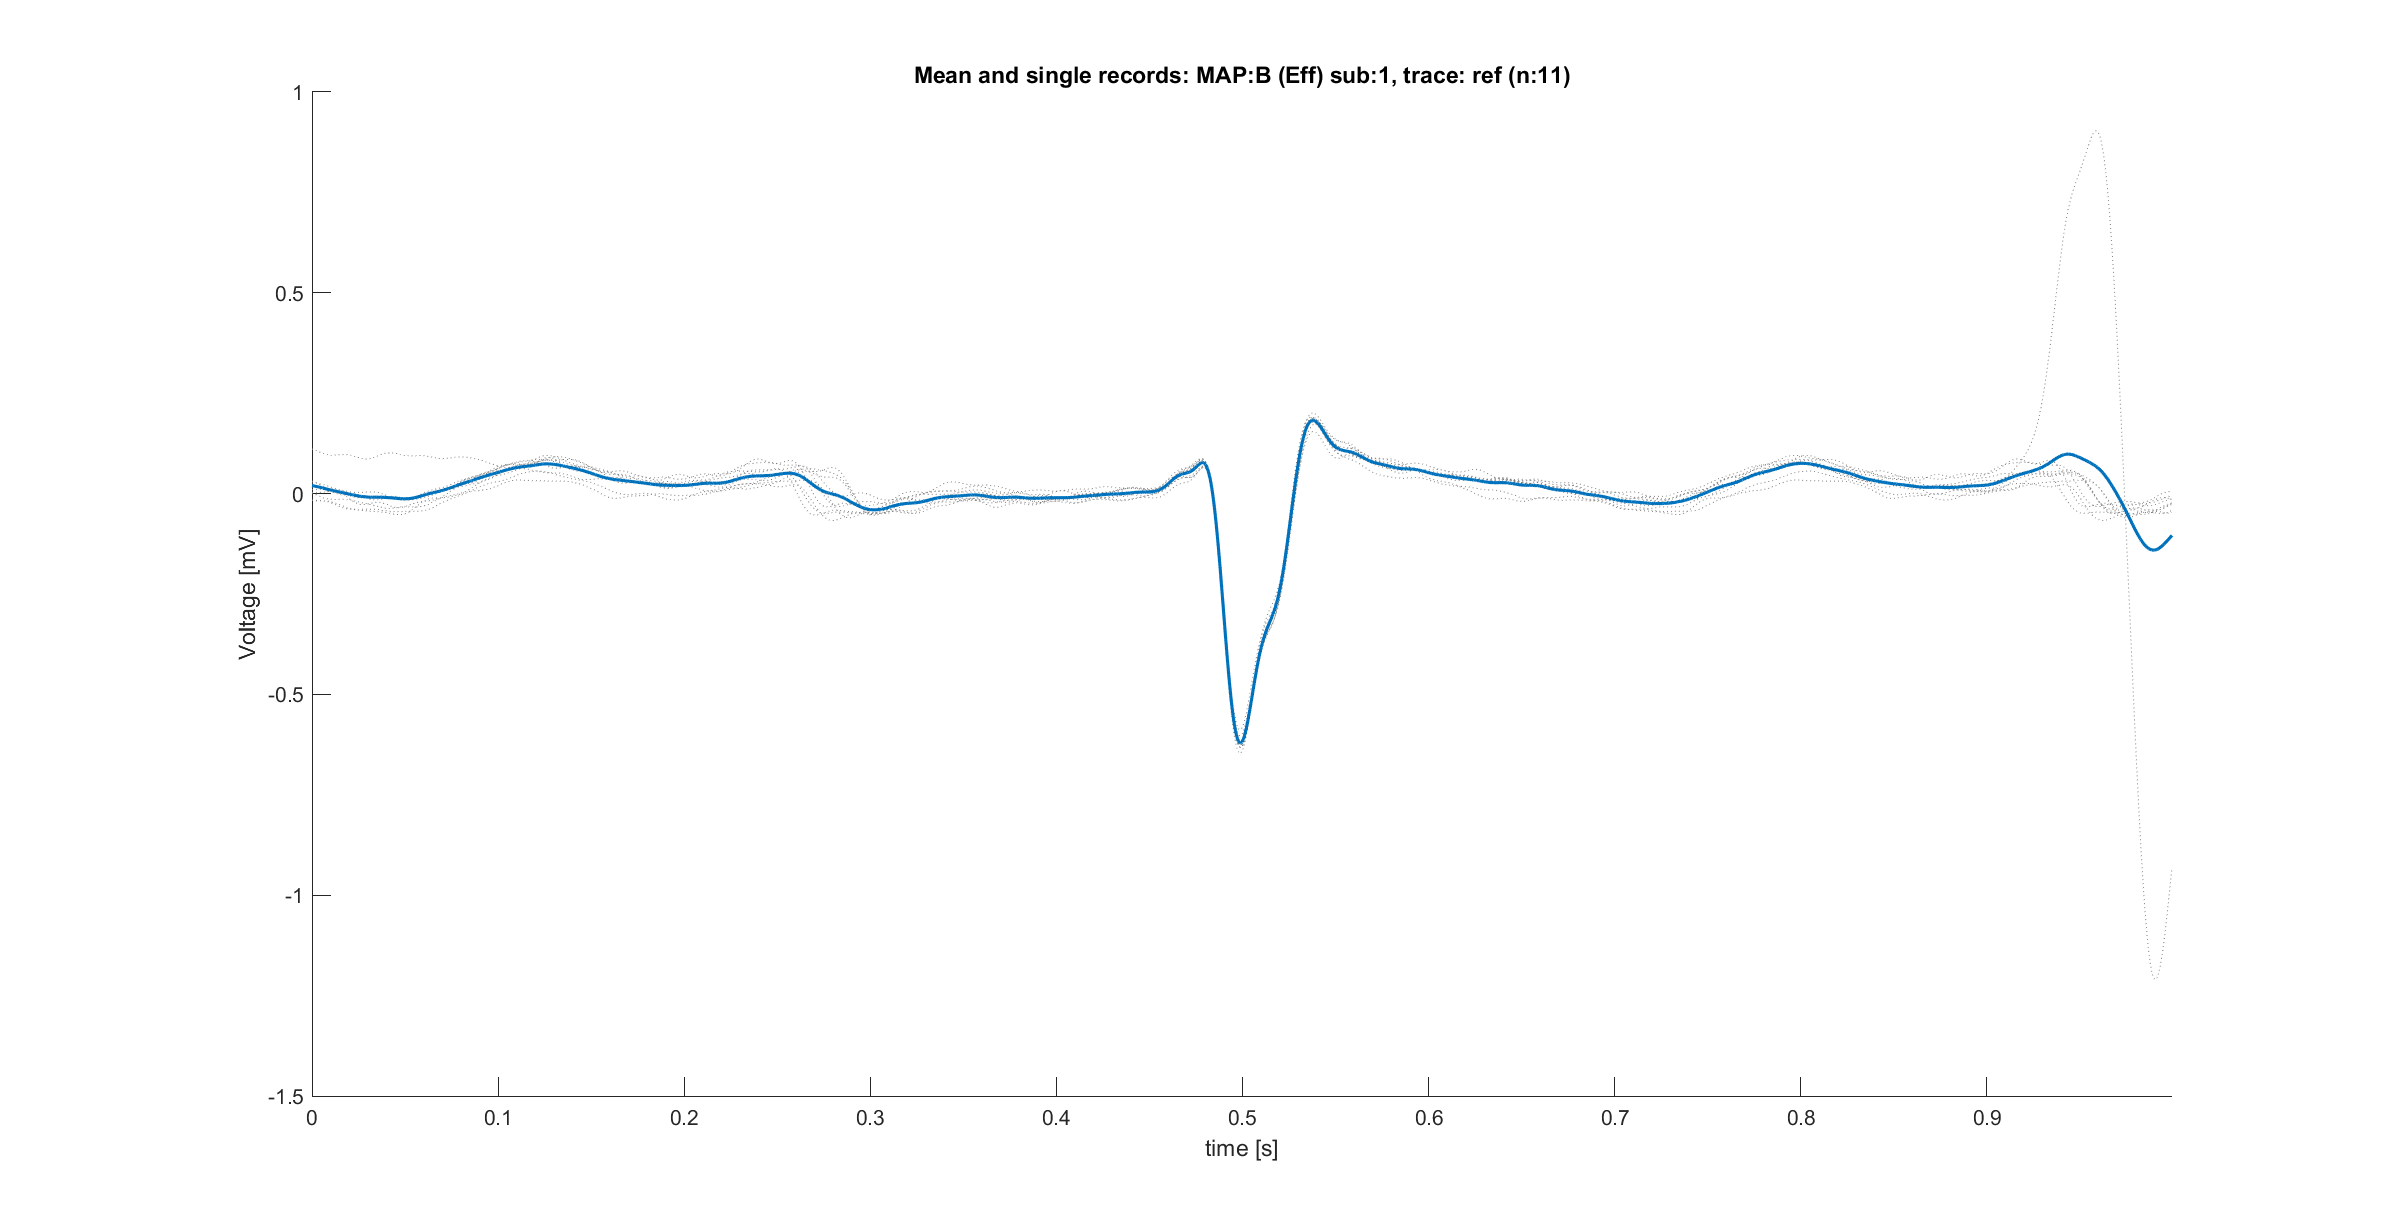 Mean and single records: MAP:B (Eff) sub:1, trace: ref (n:11)
1
0.5
0
-0.5
-1
-1.5
Voltage [mV]
0 0.1 0.2 0.3 0.4 0.5 0.6 0.7 0.8 0.9
time [s]